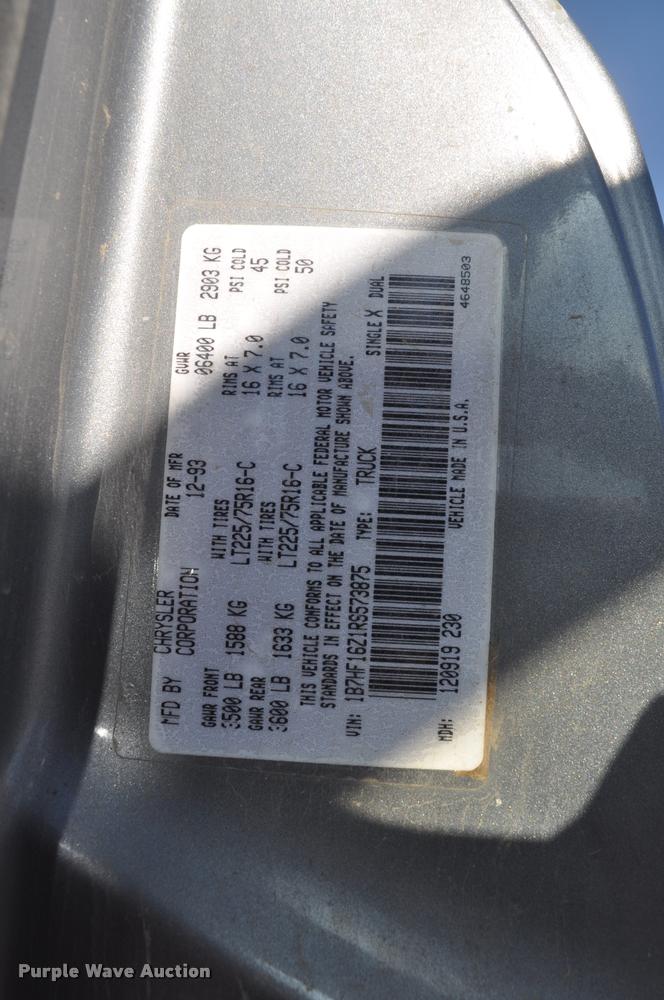 MFD BY CHRYSLER CORPORATION DATE OF MFR 12-93 GVWR 06400 LB 2903 KG
GAWR FRONT WITH TIRES RIMS AT PSI COLD
3500 LB 1588 KG LT225/75R16-C 16 X 7.0 45
GAWR REAR WITH TIRES RIMS AT PSI COLD
3600 LB 1633 KG LT225/75R16-C 16 X 7.0 50
THIS VEHICLE CONFORMS TO ALL APPLICABLE FEDERAL MOTOR VEHICLE SAFETY
STANDARDS IN EFFECT ON THE DATE OF MANUFACTURE SHOWN ABOVE.
VIN: 1B7HF16Z1RS573875 TYPE: TRUCK SINGLE X DUAL
MDH: 120919 230 VEHICLE MADE IN U.S.A. 4648503
Purple Wave Auction